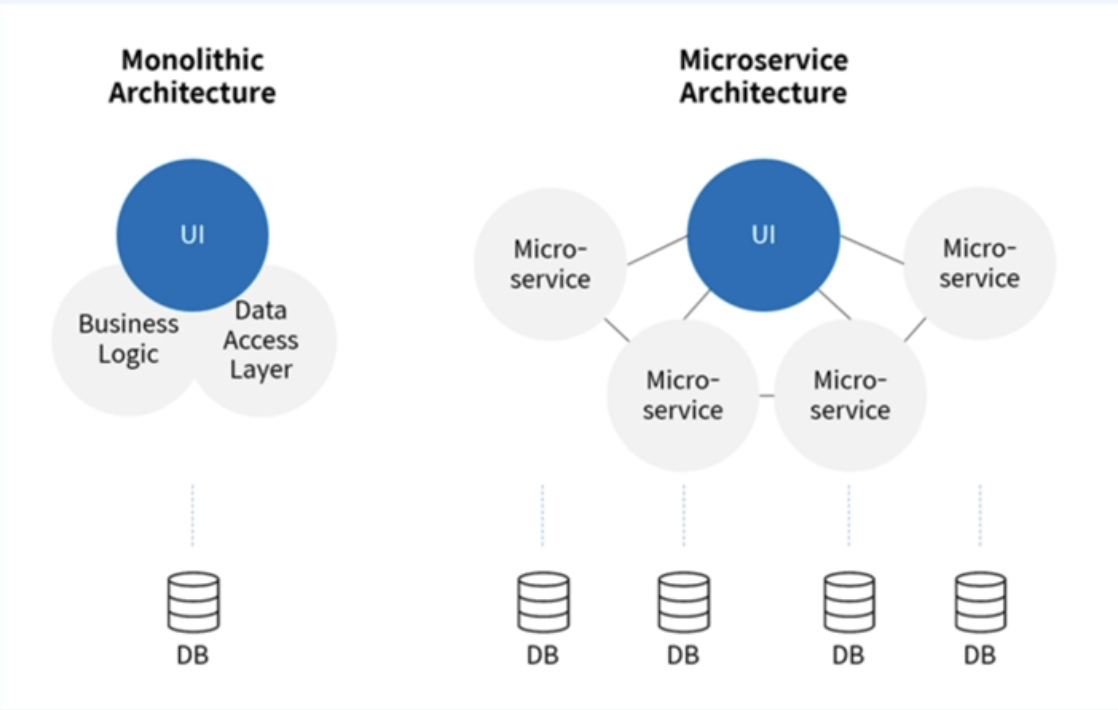 Monolithic
Architecture
UI
Business
Logic
Data
Access
Layer
DB
Microservice
Architecture
Micro-
service
UI
Micro-
service
Micro-
service
Micro-
service
DB
DB
DB
DB